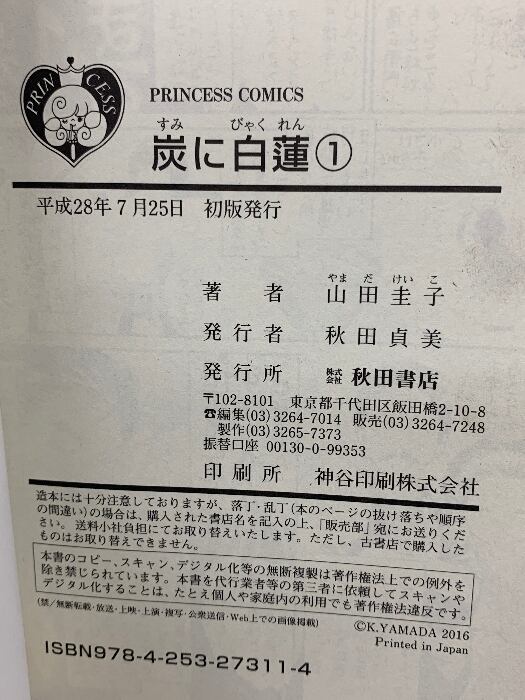 PRINCESS
PRINCESS COMICS
すみ びゃく れん
炭に白蓮①
平成28年7月25日 初版発行
やま だ けい こ
著者 山田圭子
発行者 秋田貞美
発行所 株式会社 秋田書店
〒102-8101 東京都千代田区飯田橋2-10-8
☎編集(03)3264-7014 販売(03)3264-7248
製作(03)3265-7373
振替口座 00130-0-99353
印刷所 神谷印刷株式会社
造本には十分注意しておりますが、落丁・乱丁(本のページの抜け落ちや順序
の間違い)の場合は、購入された書店名を記入の上、「販売部」宛にお送りくだ
さい。送料小社負担にてお取り替えいたします。ただし、古書店で購入した
ものはお取り替えできません。
本書のコピー、スキャン、デジタル化等の無断複製は著作権法上での例外を
除き禁じられています。本書を代行業者等の第三者に依頼してスキャンや
デジタル化することは、たとえ個人や家庭内の利用でも著作権法違反です。
(禁/無断転載・放送・上映・上演・複写・公衆送信・Web上での画像掲載)
©K.YAMADA 2016
Printed in Japan
ISBN978-4-253-27311-4